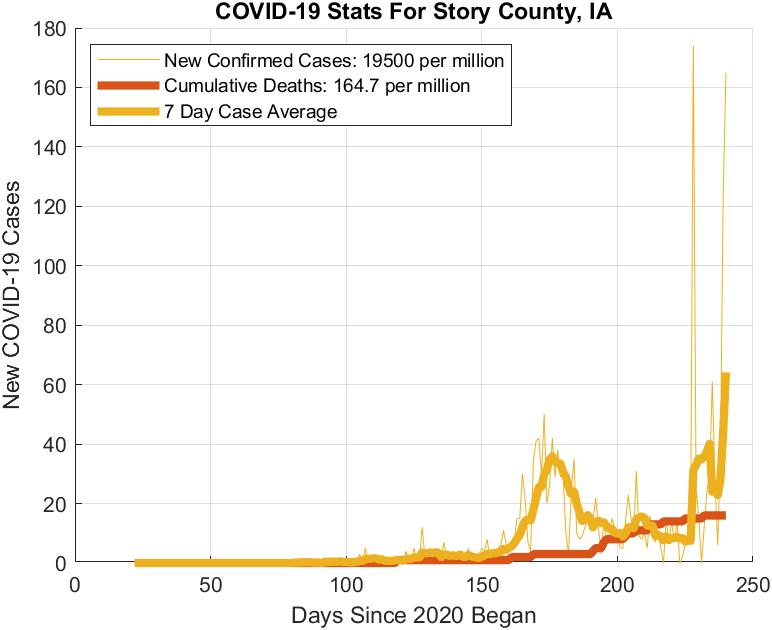 COVID-19 Stats For Story County, IA
New Confirmed Cases: 19500 per million
Cumulative Deaths: 164.7 per million
7 Day Case Average
New COVID-19 Cases
180
160
140
120
100
80
60
40
20
0
0 50 100 150 200 250
Days Since 2020 Began